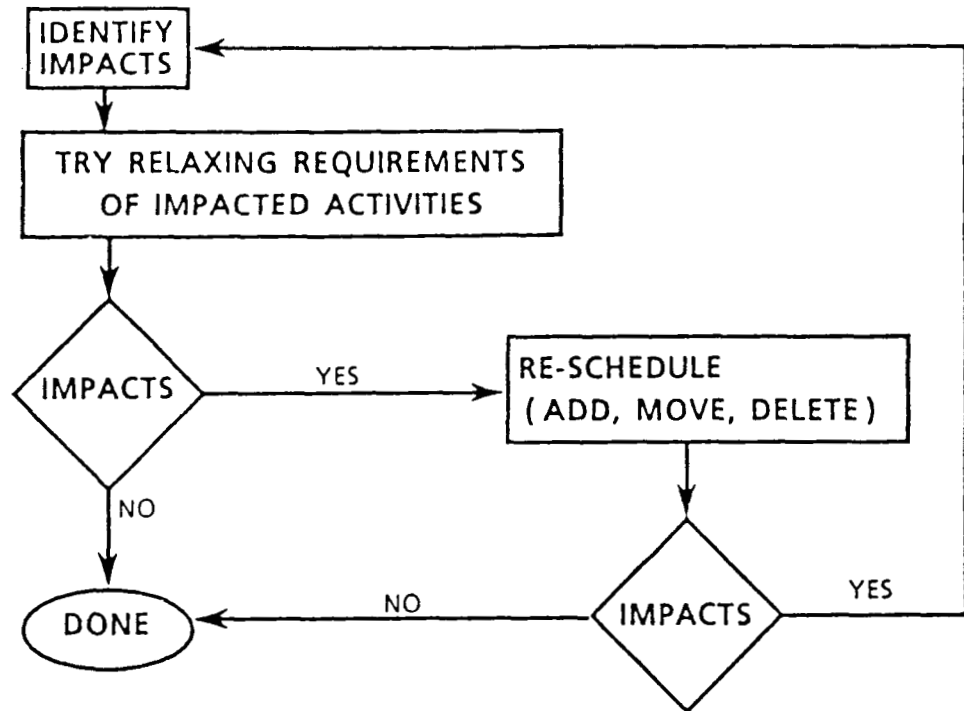 IDENTIFY
IMPACTS
TRY RELAXING REQUIREMENTS
OF IMPACTED ACTIVITIES
IMPACTS
YES
RE-SCHEDULE
( ADD, MOVE, DELETE )
NO
DONE
NO
IMPACTS
YES